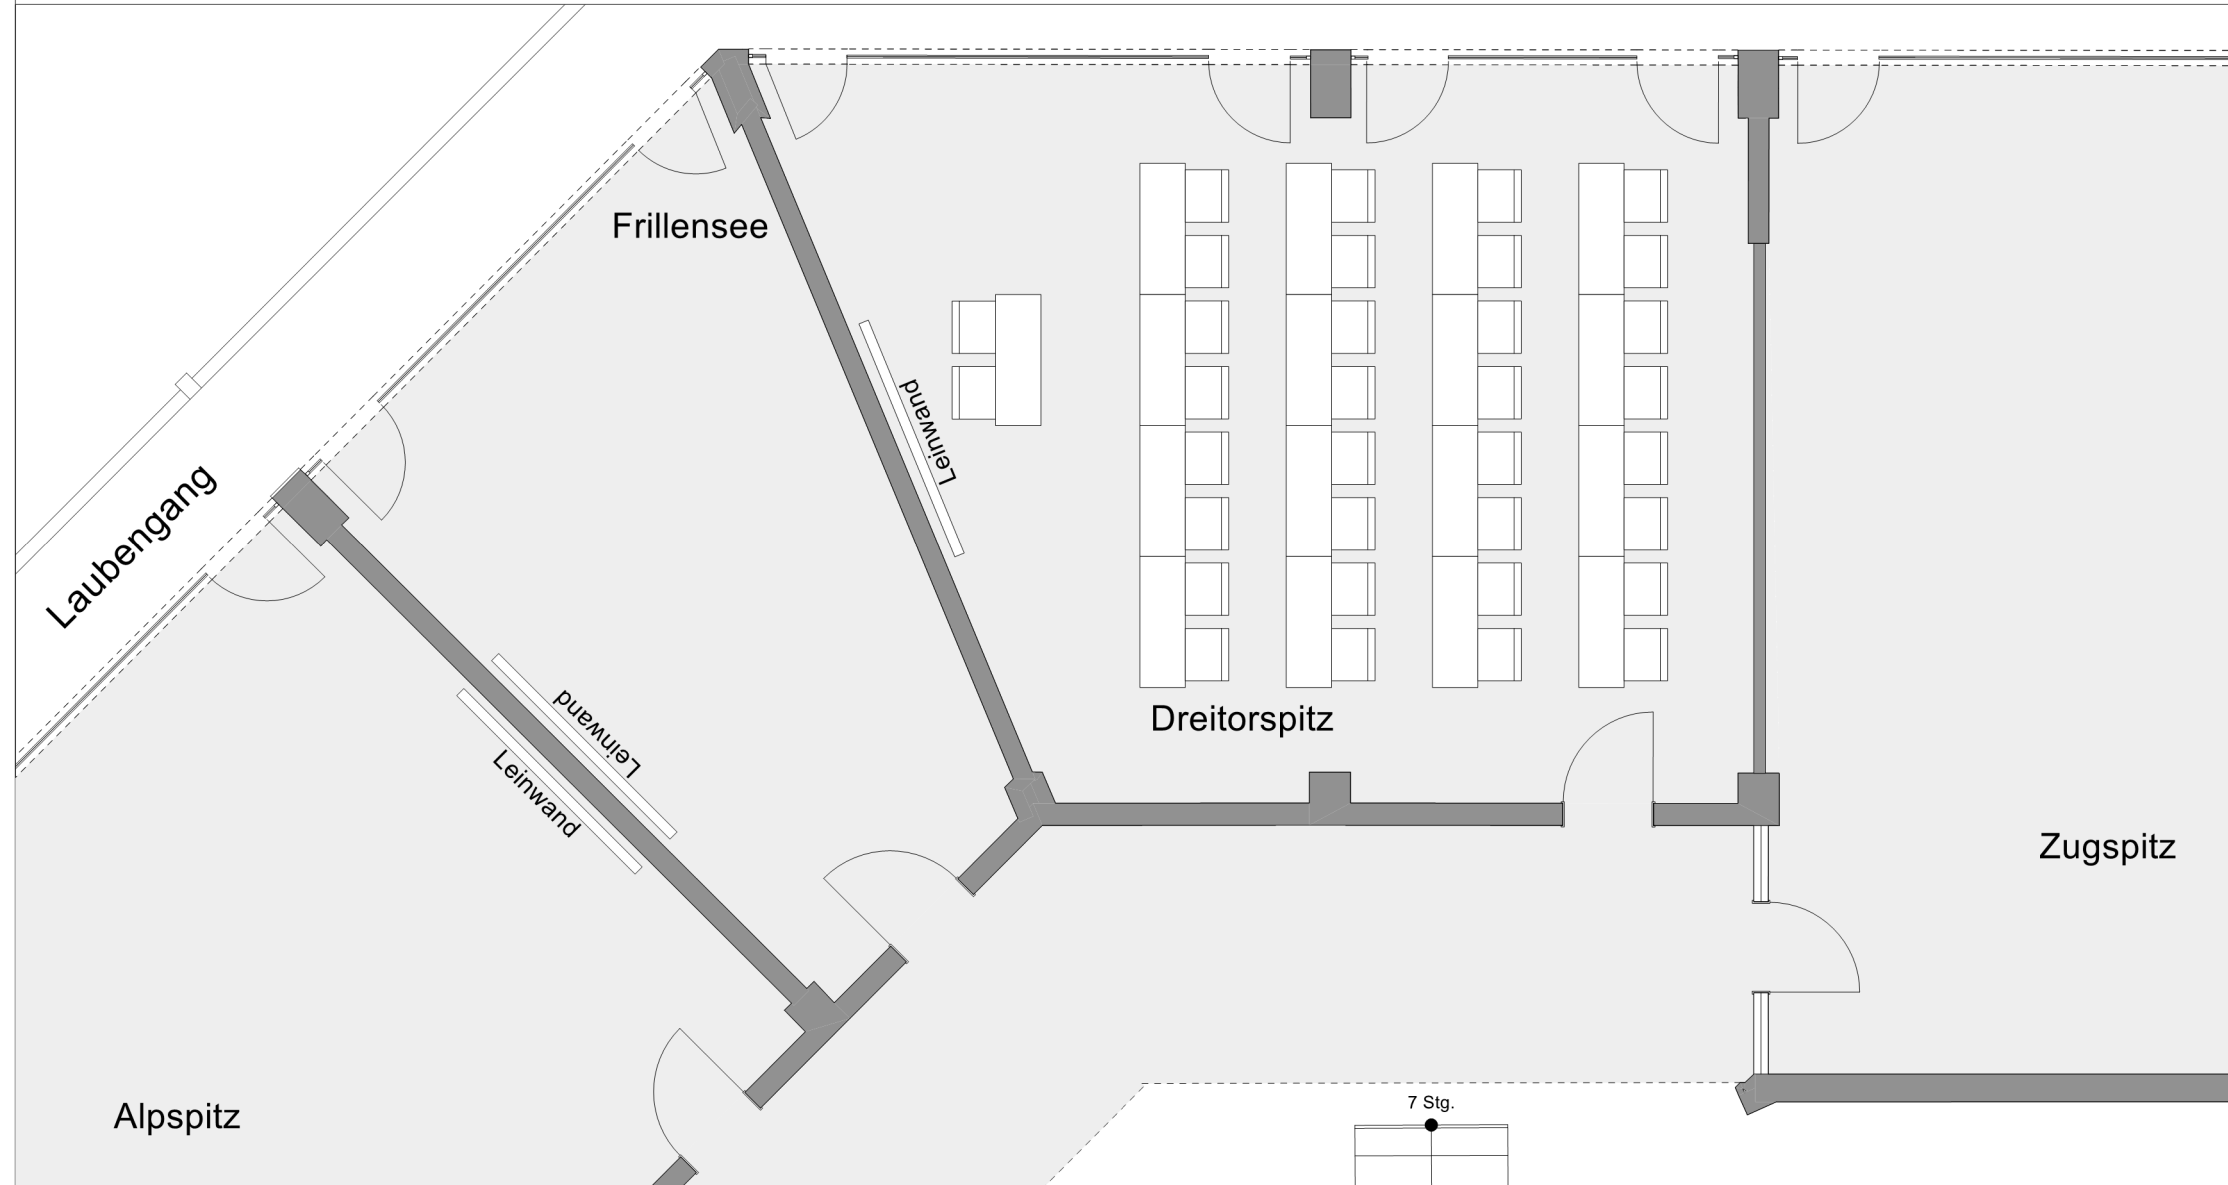 Frillensee
Leinwand
Laubengang
Leinwand
Leinwand
Dreitorspitz
Zugspitz
Alpspitz
7 Stg.